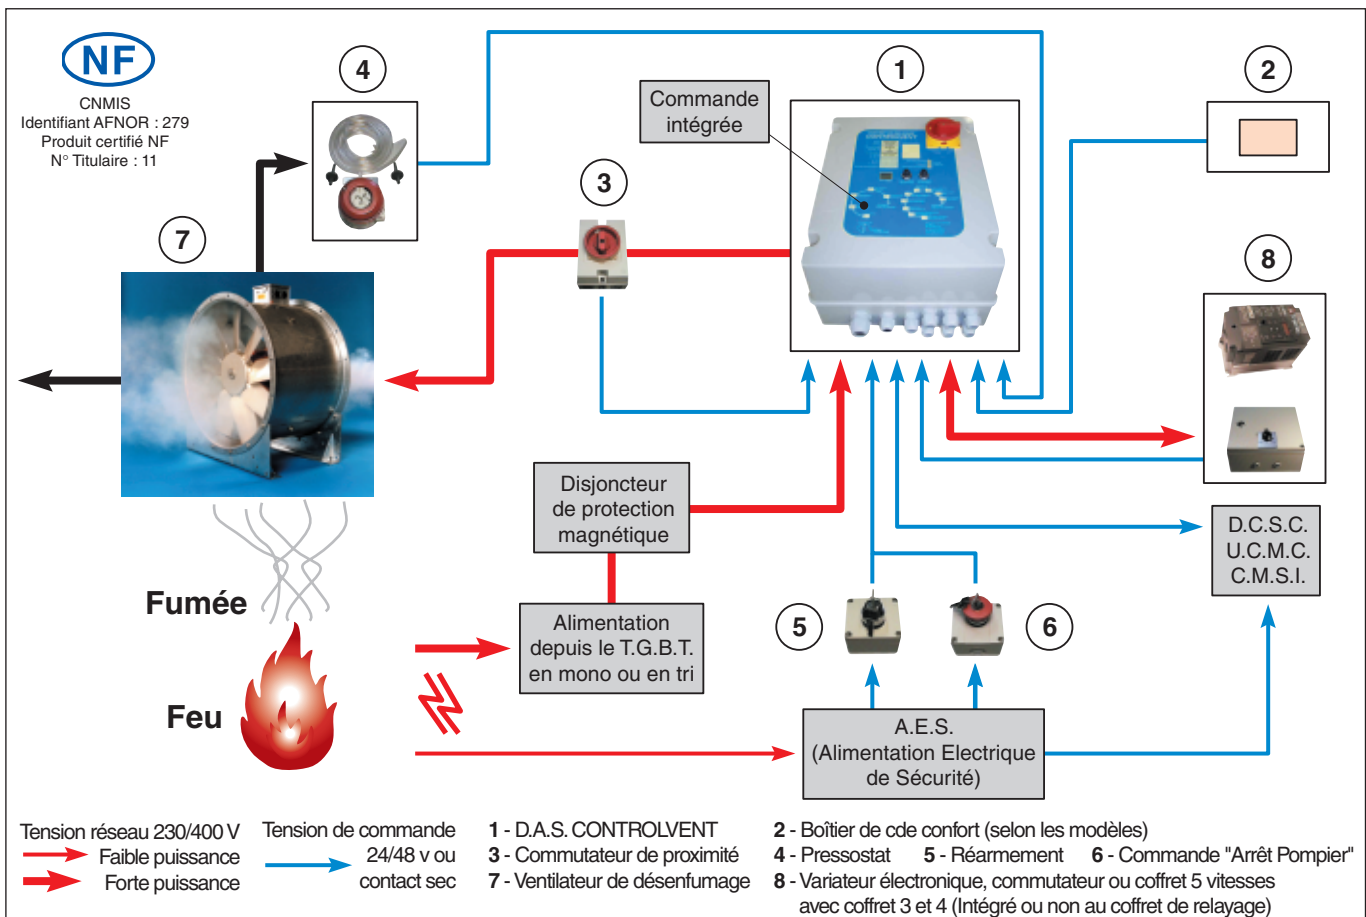 NF
CNMIS
Identifiant AFNOR : 279
Produit certifié NF
N° Titulaire : 11
4
1
2
Commande
intégrée
3
7
8
Disjoncteur
de protection
magnétique
D.C.S.C.
U.C.M.C.
C.M.S.I.
Fumée
Alimentation
depuis le T.G.B.T.
en mono ou en tri
5
6
Feu
A.E.S.
(Alimentation Electrique
de Sécurité)
Tension réseau 230/400 V
Faible puissance
Forte puissance
Tension de commande
24/48 v ou
contact sec
1 - D.A.S. CONTROLVENT
3 - Commutateur de proximité
7 - Ventilateur de désenfumage
2 - Boîtier de cde confort (selon les modèles)
4 - Pressostat 5 - Réarmement 6 - Commande "Arrêt Pompier"
8 - Variateur électronique, commutateur ou coffret 5 vitesses
avec coffret 3 et 4 (Intégré ou non au coffret de relayage)